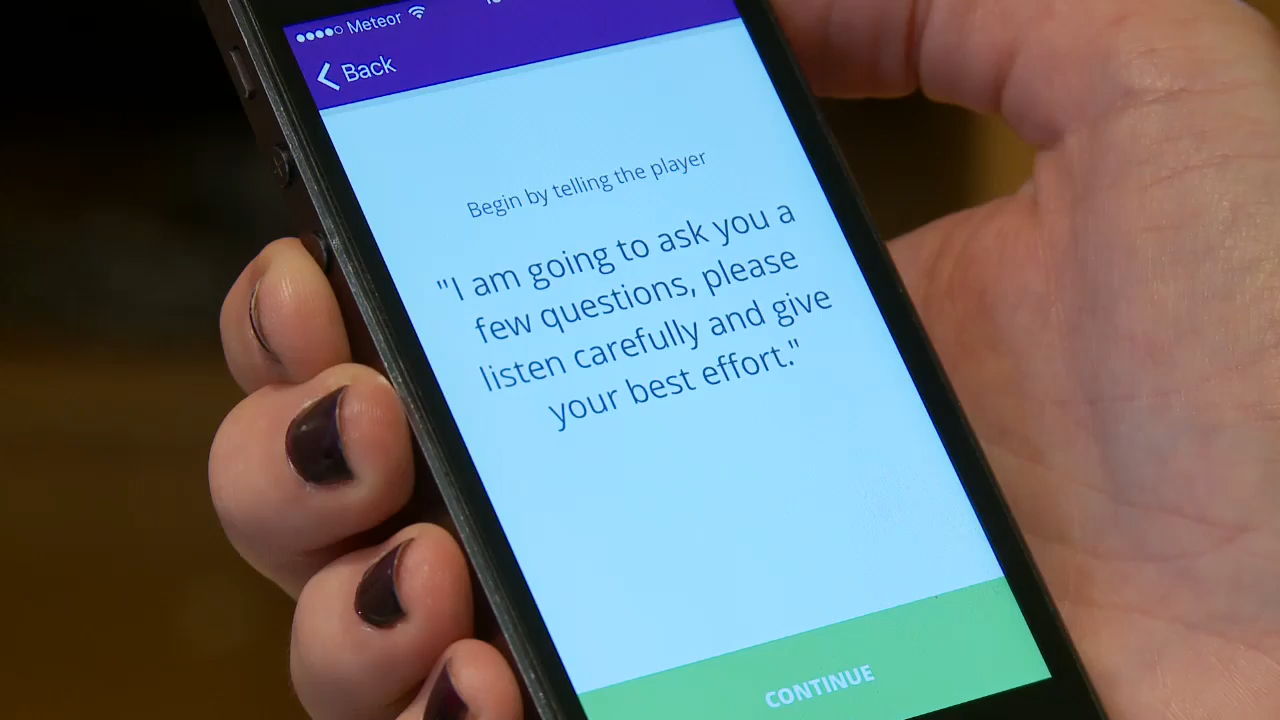 Meteor
Back
Begin by telling the player
"I am going to ask you a
few questions, please
listen carefully and give
your best effort."
CONTINUE